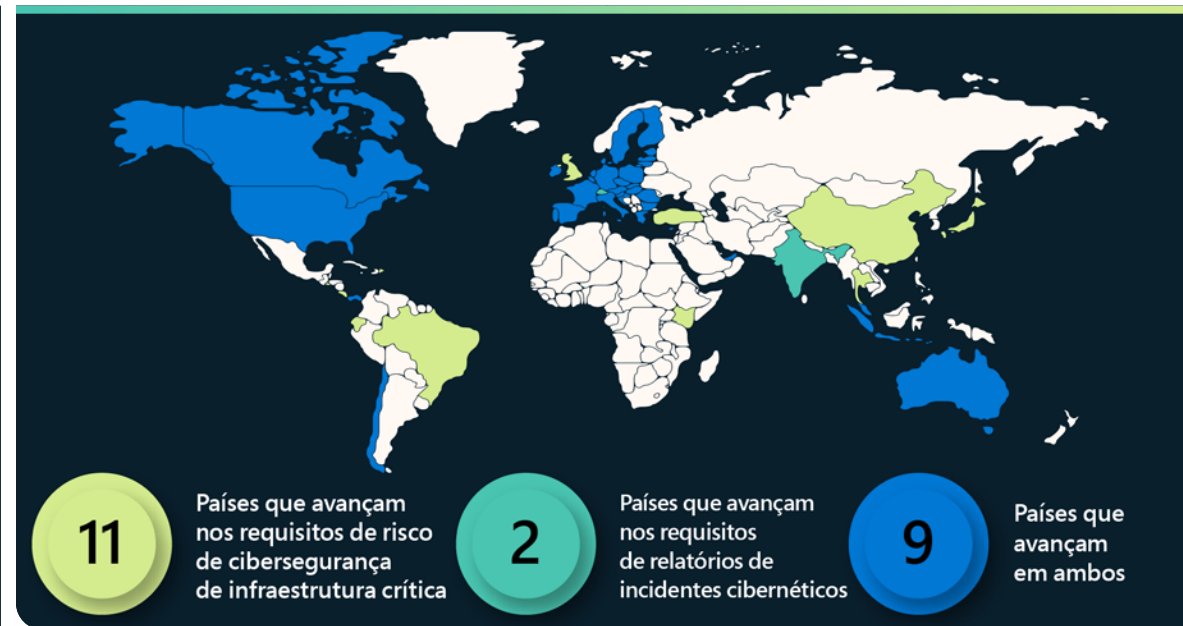 11
Países que avançam
nos requisitos de risco
de cibersegurança
de infraestrutura crítica
2
Países que avançam
nos requisitos
de relatórios de
incidentes cibernéticos
9
Países que
avançam
em ambos